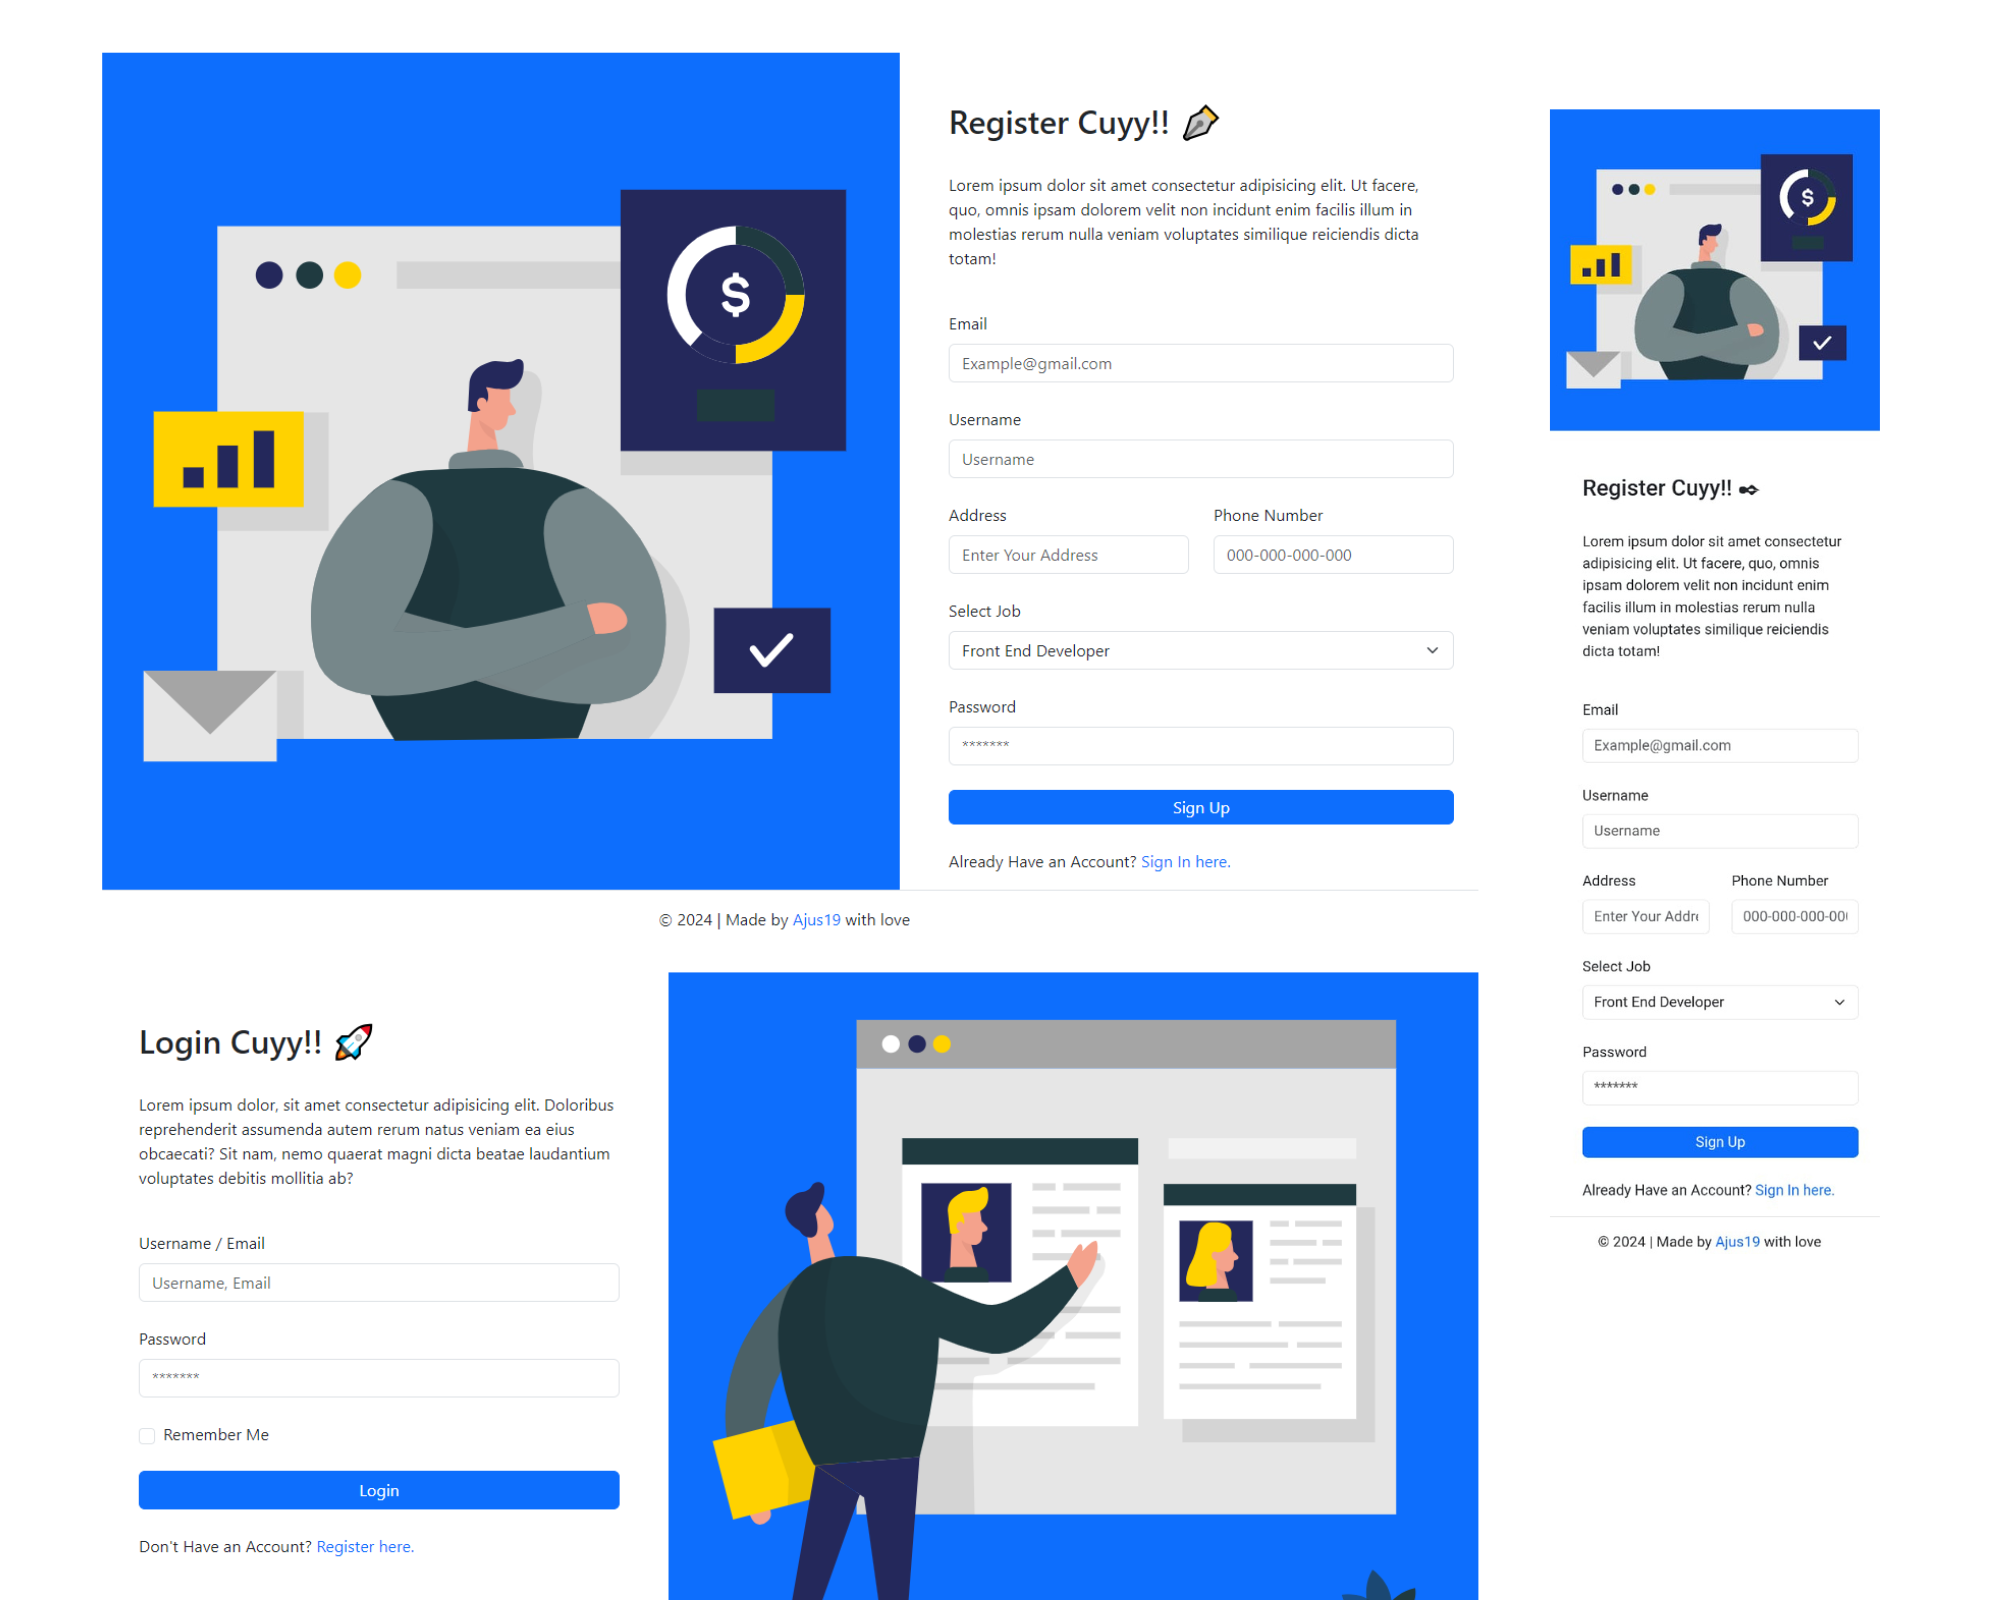 Register Cuyy!! ✒️
Lorem ipsum dolor sit amet consectetur adipisicing elit. Ut facere,
quo, omnis ipsam dolorem velit non incidunt enim facilis illum in
molestias rerum nulla veniam voluptates similique reiciendis dicta
totam!
Email
Example@gmail.com
Username
Username
Address Phone Number
Enter Your Address 000-000-000-000
Select Job
Front End Developer
Password
*******
Sign Up
Already Have an Account? Sign In here.
$
© 2024 | Made by Ajus19 with love
Login Cuyy!! 🚀
Lorem ipsum dolor, sit amet consectetur adipisicing elit. Doloribus
reprehenderit assumenda autem rerum natus veniam ea eius
obcaecati? Sit nam, nemo quaerat magni dicta beatae laudantium
voluptates debitis mollitia ab?
Username / Email
Username, Email
Password
*******
Remember Me
Login
Don't Have an Account? Register here.
$
Register Cuyy!! ✒️
Lorem ipsum dolor sit amet consectetur
adipisicing elit. Ut facere, quo, omnis
ipsam dolorem velit non incidunt enim
facilis illum in molestias rerum nulla
veniam voluptates similique reiciendis
dicta totam!
Email
Example@gmail.com
Username
Username
Address Phone Number
Enter Your Addre 000-000-000-00
Select Job
Front End Developer
Password
*******
Sign Up
Already Have an Account? Sign In here.
© 2024 | Made by Ajus19 with love